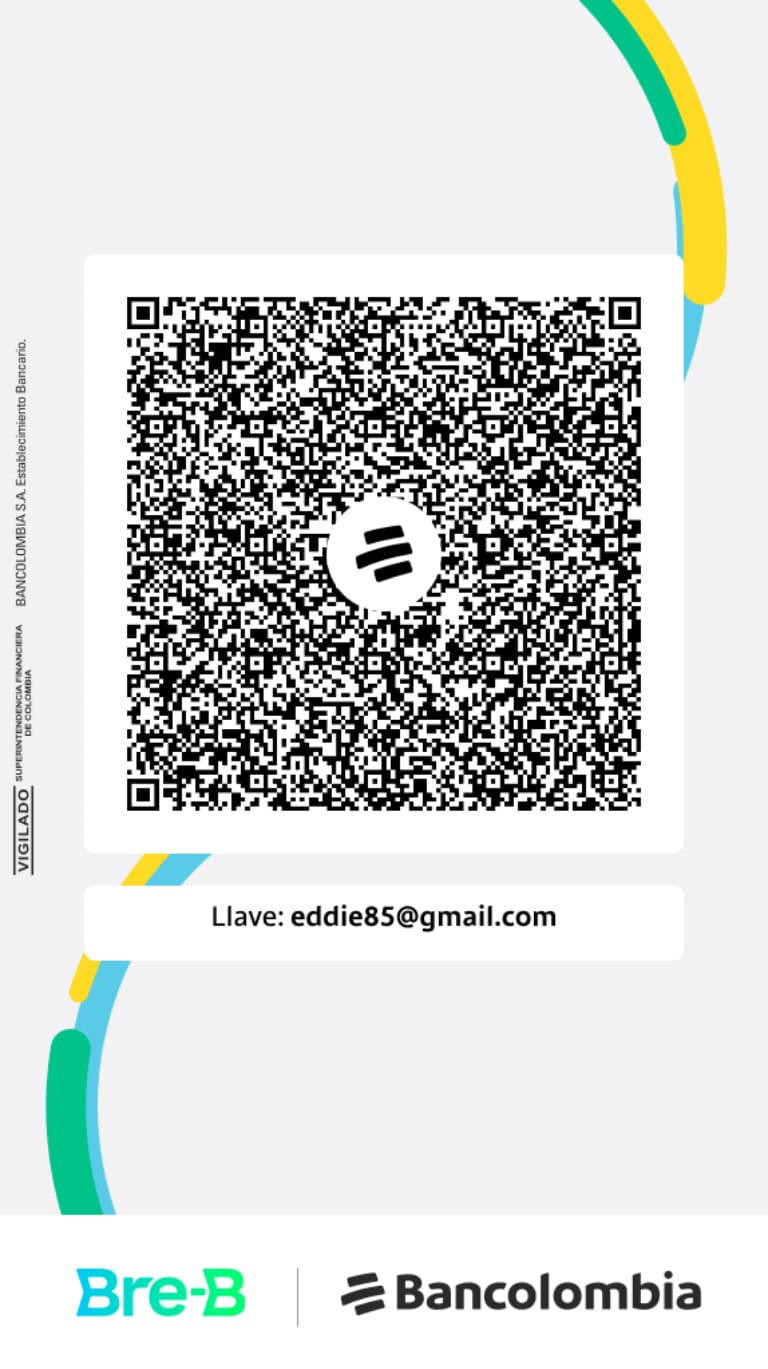 BANCOLOMBIA S.A. Establecimiento Bancario.
VIGILADO
SUPERINTENDENCIA FINANCIERA
DE COLOMBIA
Llave: eddie85@gmail.com
Bre-B
Bancolombia